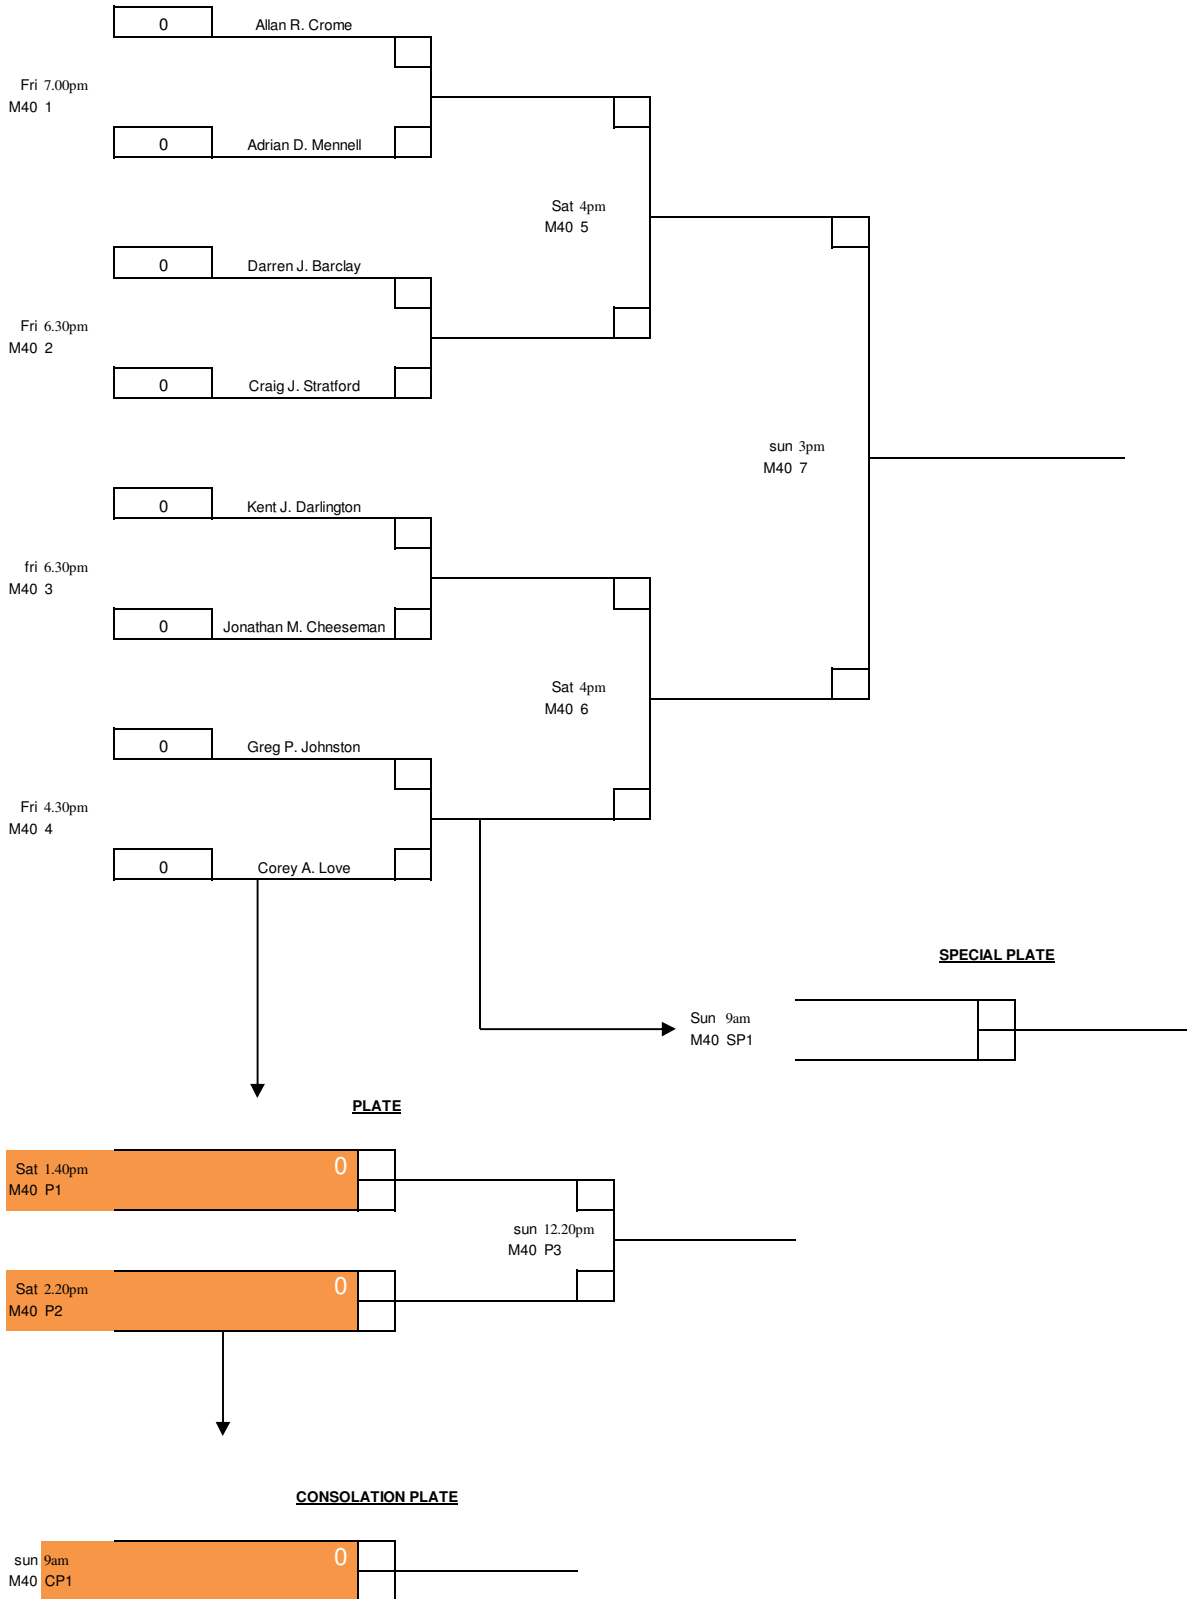 0 Allan R. Crome
Fri 7.00pm
M40 1
0 Adrian D. Mennell
Sat 4pm
M40 5
0 Darren J. Barclay
Fri 6.30pm
M40 2
0 Craig J. Stratford
sun 3pm
M40 7
0 Kent J. Darlington
fri 6.30pm
M40 3
0 Jonathan M. Cheeseman
Sat 4pm
M40 6
0 Greg P. Johnston
Fri 4.30pm
M40 4
0 Corey A. Love
SPECIAL PLATE
Sun 9am
M40 SP1
PLATE
Sat 1.40pm 0
M40 P1
sun 12.20pm
M40 P3
Sat 2.20pm 0
M40 P2
CONSOLATION PLATE
sun 9am 0
M40 CP1